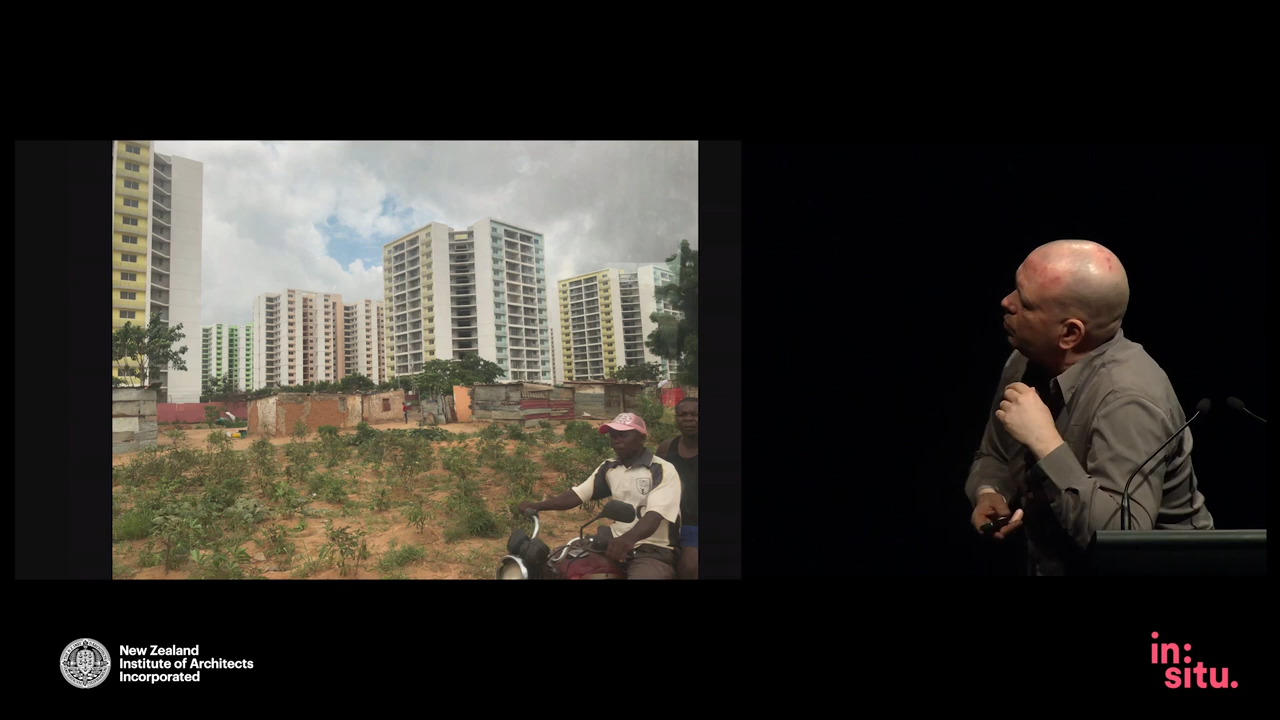 New Zealand
Institute of Architects
Incorporated
in:
situ.